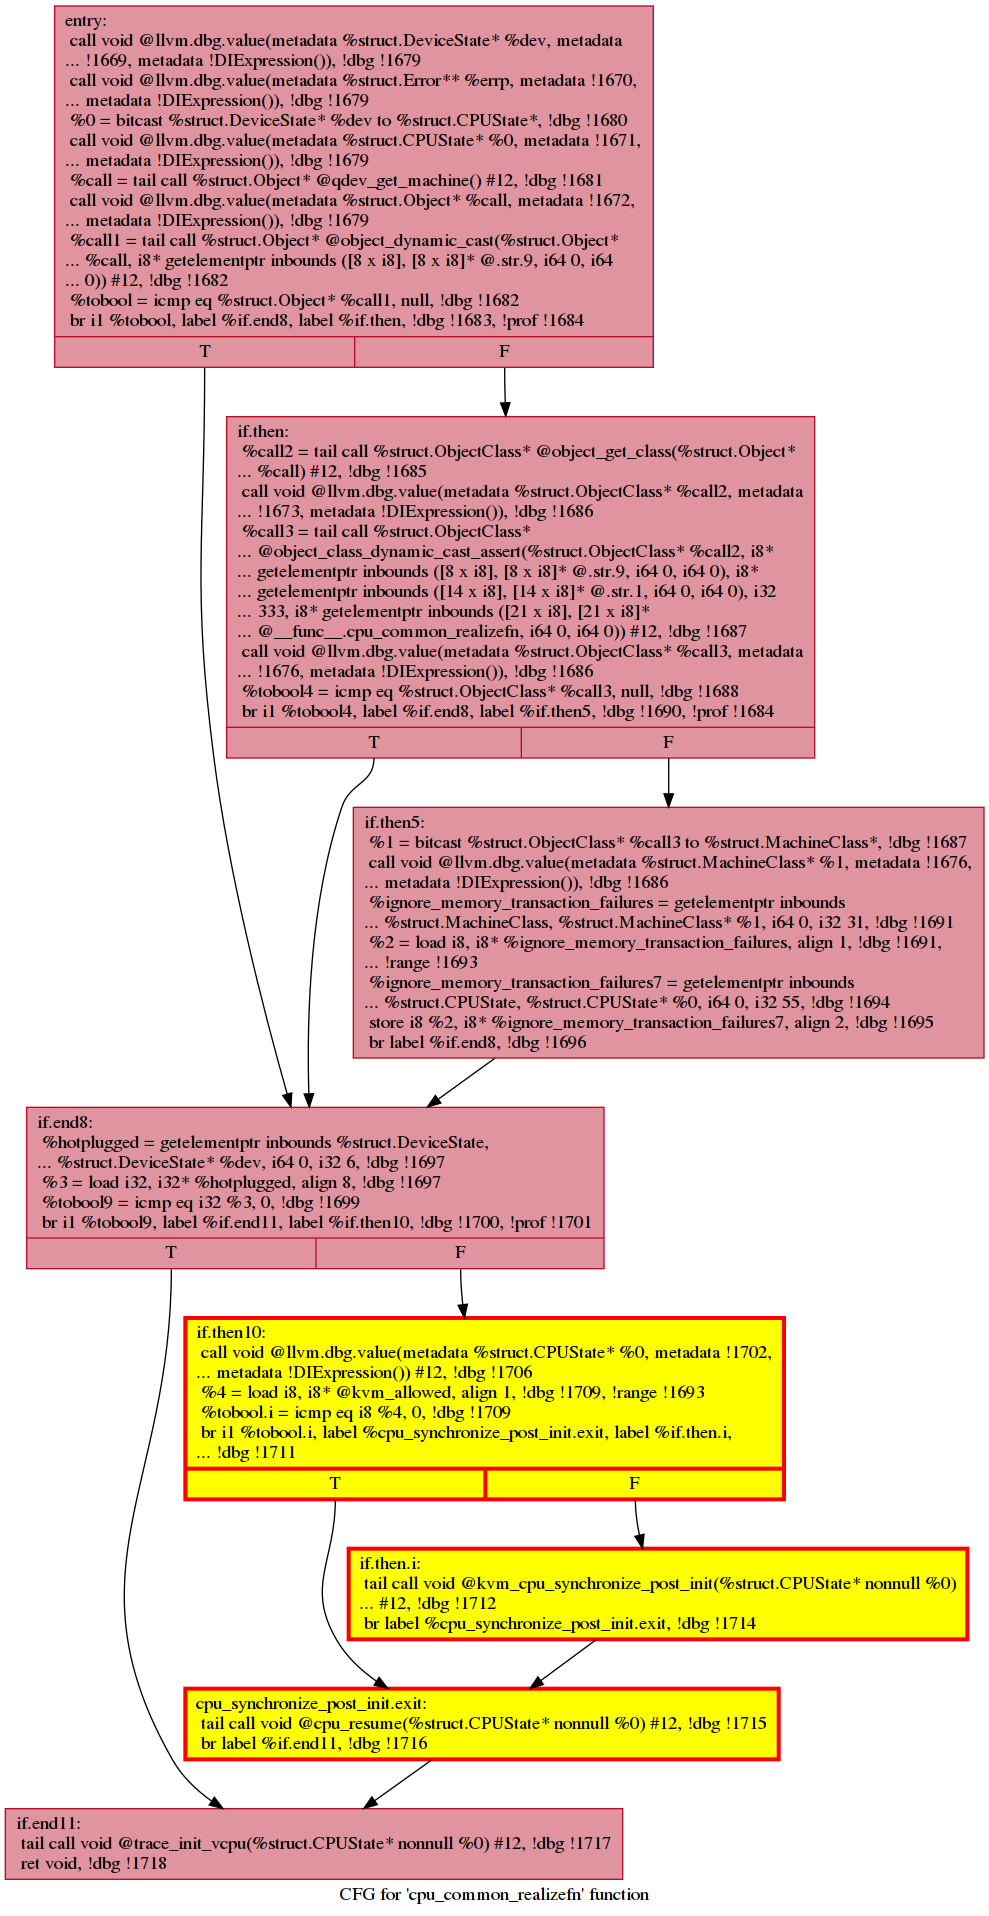 entry:
call void @llvm.dbg.value(metadata %struct.DeviceState* %dev, metadata
... !1669, metadata !DIExpression()), !dbg !1679
call void @llvm.dbg.value(metadata %struct.Error** %errp, metadata !1670,
... metadata !DIExpression()), !dbg !1679
%0 = bitcast %struct.DeviceState* %dev to %struct.CPUState*, !dbg !1680
call void @llvm.dbg.value(metadata %struct.CPUState* %0, metadata !1671,
... metadata !DIExpression()), !dbg !1679
%call = tail call %struct.Object* @qdev_get_machine() #12, !dbg !1681
call void @llvm.dbg.value(metadata %struct.Object* %call, metadata !1672,
... metadata !DIExpression()), !dbg !1679
%call1 = tail call %struct.Object* @object_dynamic_cast(%struct.Object*
... %call, i8* getelementptr inbounds ([8 x i8], [8 x i8]* @.str.9, i64 0, i64
... 0)) #12, !dbg !1682
%tobool = icmp eq %struct.Object* %call1, null, !dbg !1682
br i1 %tobool, label %if.end8, label %if.then, !dbg !1683, !prof !1684
T F
if.then:
%call2 = tail call %struct.ObjectClass* @object_get_class(%struct.Object*
... %call) #12, !dbg !1685
call void @llvm.dbg.value(metadata %struct.ObjectClass* %call2, metadata
... !1673, metadata !DIExpression()), !dbg !1686
%call3 = tail call %struct.ObjectClass*
... @object_class_dynamic_cast_assert(%struct.ObjectClass* %call2, i8*
... getelementptr inbounds ([8 x i8], [8 x i8]* @.str.9, i64 0, i64 0), i8*
... getelementptr inbounds ([14 x i8], [14 x i8]* @.str.1, i64 0, i64 0), i32
... 333, i8* getelementptr inbounds ([21 x i8], [21 x i8]*
... @__func__.cpu_common_realizefn, i64 0, i64 0)) #12, !dbg !1687
call void @llvm.dbg.value(metadata %struct.ObjectClass* %call3, metadata
... !1676, metadata !DIExpression()), !dbg !1686
%tobool4 = icmp eq %struct.ObjectClass* %call3, null, !dbg !1688
br i1 %tobool4, label %if.end8, label %if.then5, !dbg !1690, !prof !1684
T F
if.then5:
%1 = bitcast %struct.ObjectClass* %call3 to %struct.MachineClass*, !dbg !1687
call void @llvm.dbg.value(metadata %struct.MachineClass* %1, metadata !1676,
... metadata !DIExpression()), !dbg !1686
%ignore_memory_transaction_failures = getelementptr inbounds
... %struct.MachineClass, %struct.MachineClass* %1, i64 0, i32 31, !dbg !1691
%2 = load i8, i8* %ignore_memory_transaction_failures, align 1, !dbg !1691,
... !range !1693
%ignore_memory_transaction_failures7 = getelementptr inbounds
... %struct.CPUState, %struct.CPUState* %0, i64 0, i32 55, !dbg !1694
store i8 %2, i8* %ignore_memory_transaction_failures7, align 2, !dbg !1695
br label %if.end8, !dbg !1696
if.end8:
%hotplugged = getelementptr inbounds %struct.DeviceState,
... %struct.DeviceState* %dev, i64 0, i32 6, !dbg !1697
%3 = load i32, i32* %hotplugged, align 8, !dbg !1697
%tobool9 = icmp eq i32 %3, 0, !dbg !1699
br i1 %tobool9, label %if.end11, label %if.then10, !dbg !1700, !prof !1701
T F
if.then10:
call void @llvm.dbg.value(metadata %struct.CPUState* %0, metadata !1702,
... metadata !DIExpression()) #12, !dbg !1706
%4 = load i8, i8* @kvm_allowed, align 1, !dbg !1709, !range !1693
%tobool.i = icmp eq i8 %4, 0, !dbg !1709
br i1 %tobool.i, label %cpu_synchronize_post_init.exit, label %if.then.i,
... !dbg !1711
T F
if.then.i:
tail call void @kvm_cpu_synchronize_post_init(%struct.CPUState* nonnull %0)
... #12, !dbg !1712
br label %cpu_synchronize_post_init.exit, !dbg !1714
cpu_synchronize_post_init.exit:
tail call void @cpu_resume(%struct.CPUState* nonnull %0) #12, !dbg !1715
br label %if.end11, !dbg !1716
if.end11:
tail call void @trace_init_vcpu(%struct.CPUState* nonnull %0) #12, !dbg !1717
ret void, !dbg !1718
CFG for 'cpu_common_realizefn' function